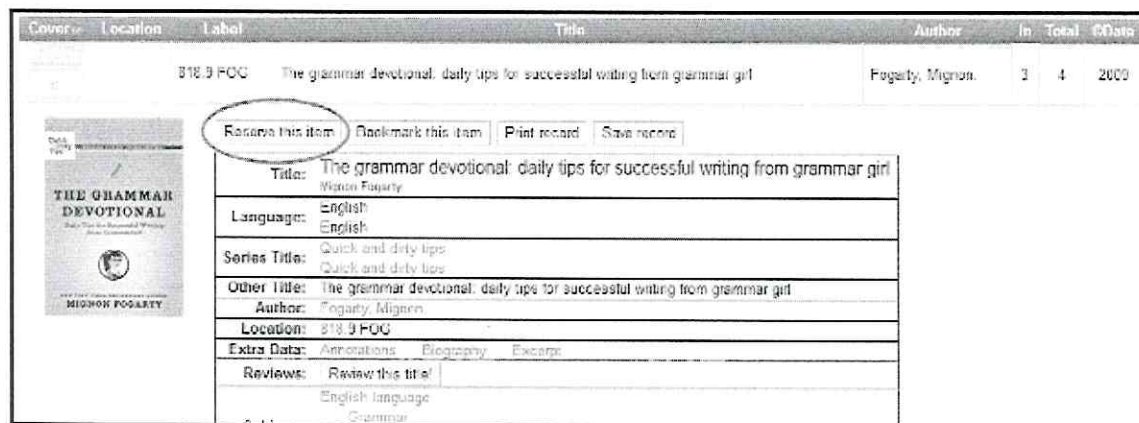 Cover Location Label Title Author In Total ©Date
818.9 FOG The grammar devotional: daily tips for successful writing from grammar girl Fogarty, Mignon. 3 4 2009
Reserve this item Bookmark this item Print record Save record
THE GRAMMAR
DEVOTIONAL
MIGNON FOGARTY
Title: The grammar devotional: daily tips for successful writing from grammar girl
Mignon Fogarty
Language: English
English
Series Title: Quick and dirty tips
Quick and dirty tips
Other Title: The grammar devotional: daily tips for successful writing from grammar girl
Author: Fogarty, Mignon.
Location: 818.9 FOG
Extra Data: Annotations Biography Excerpt
Reviews: Review this title!
English language
Grammar